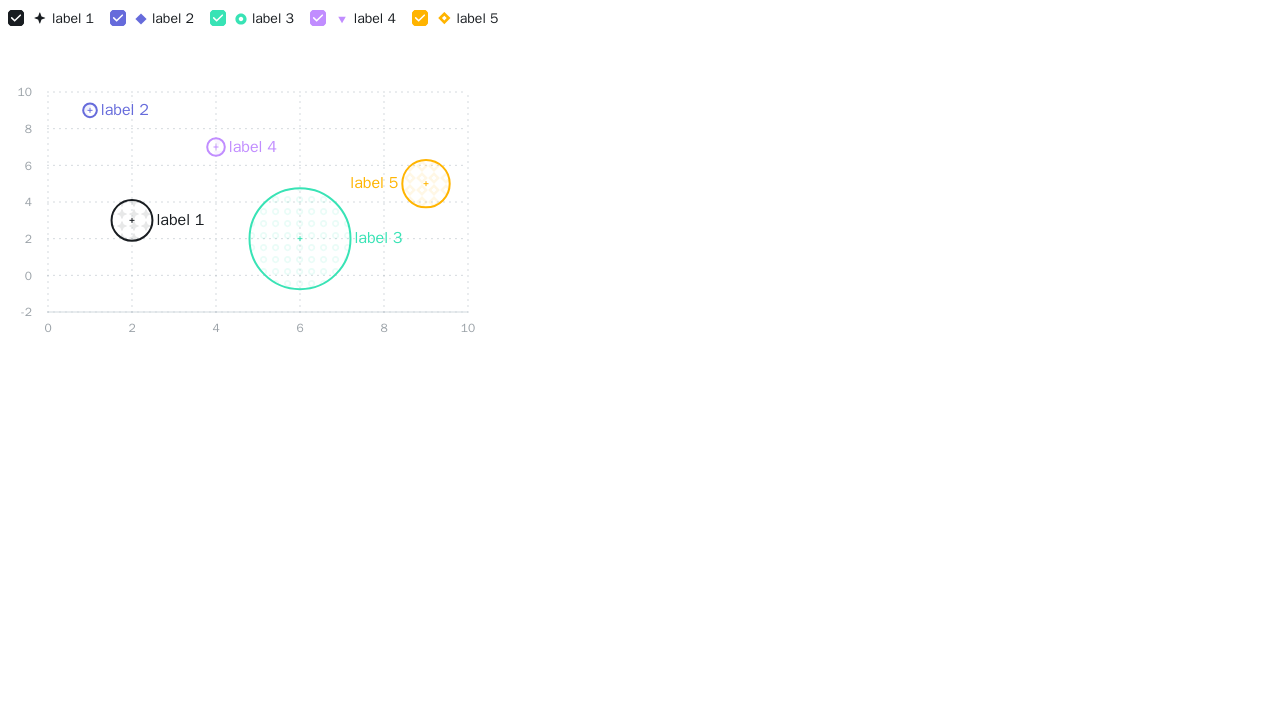 label 1 label 2 label 3 label 4 label 5
10
label 2
8
label 4
6
label 5
4
label 1
label 3
2
0
-2
0 2 4 6 8 10